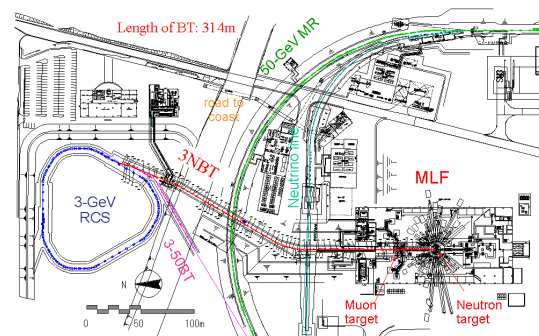 Length of BT: 314m
50-GeV MR
road to
coast
3NBT
Neutrino line
MLF
3-GeV
RCS
3-50BT
N
0 50 100m
Muon
target
Neutron
target